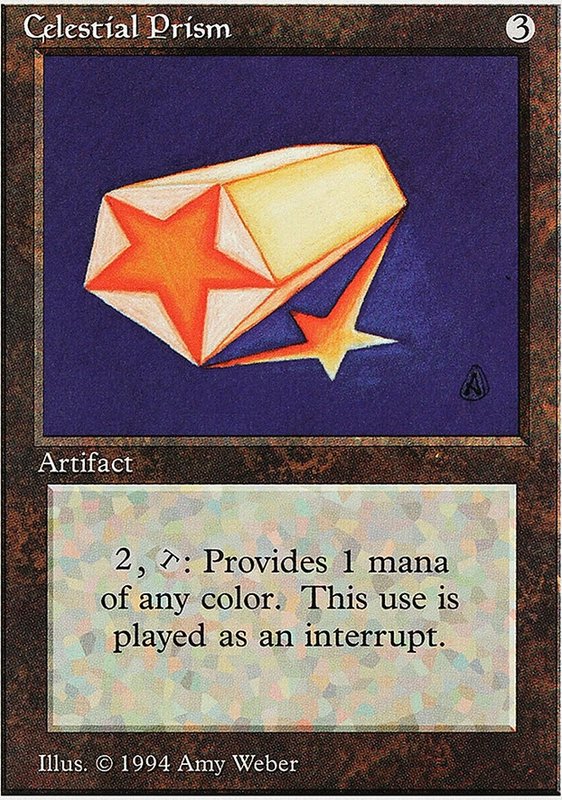 Celestial Prism
3
Artifact
2, T: Provides 1 mana
of any color. This use is
played as an interrupt.
Illus. © 1994 Amy Weber